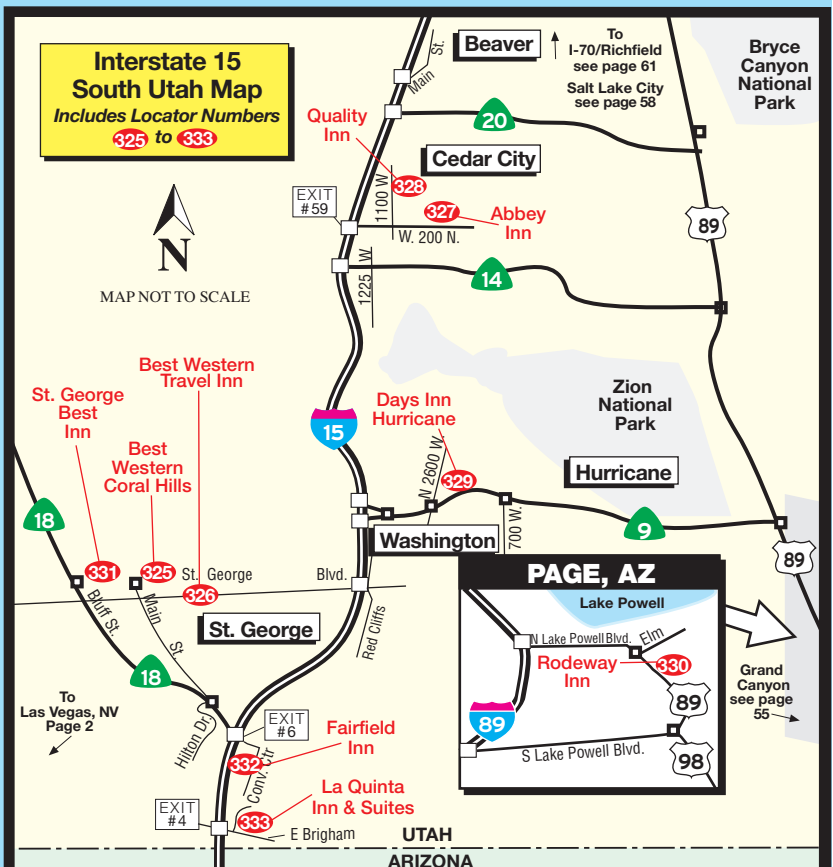 Interstate 15
South Utah Map
Includes Locator Numbers
325 to 333
Beaver
Main St.
To
I-70/Richfield
see page 61
Salt Lake City
see page 58
Bryce
Canyon
National
Park
Quality
Inn
20
Cedar City
328
1100 W
327
Abbey
Inn
EXIT
#59
W. 200 N.
89
N
MAP NOT TO SCALE
1225 W.
14
Best Western
Travel Inn
St. George
Best
Inn
Best
Western
Coral Hills
15
Days Inn
Hurricane
Zion
National
Park
N 2600 W
329
Hurricane
18
700 W.
9
Washington
89
331
325
St. George
Blvd.
326
Bluff St.
Main St.
St. George
Red Cliffs
18
PAGE, AZ
Lake Powell
N Lake Powell Blvd.
Elm
Rodeway
Inn
330
89
89
S Lake Powell Blvd.
98
Grand
Canyon
see page
55
To
Las Vegas, NV
Page 2
Hilton Dr.
EXIT
#6
Fairfield
Inn
332
Conv. Ctr
La Quinta
Inn & Suites
333
EXIT
#4
E Brigham
UTAH
ARIZONA